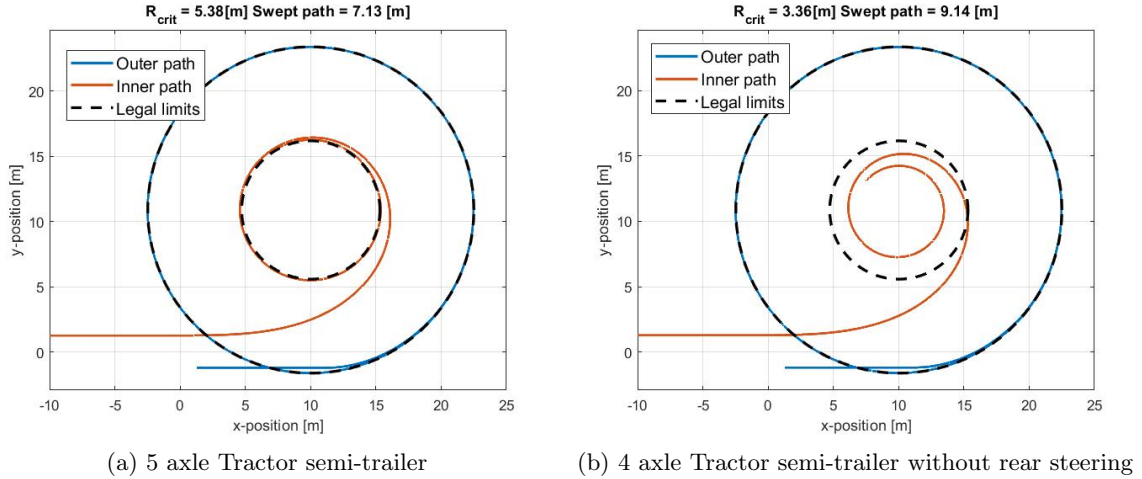 R_crit = 5.38[m] Swept path = 7.13 [m]
Outer path
Inner path
Legal limits
20
15
10
5
0
y-position [m]
-10
-5
0
5
10
15
20
25
x-position [m]
(a) 5 axle Tractor semi-trailer
R_crit = 3.36[m] Swept path = 9.14 [m]
Outer path
Inner path
Legal limits
20
15
10
5
0
y-position [m]
-10
-5
0
5
10
15
20
25
x-position [m]
(b) 4 axle Tractor semi-trailer without rear steering